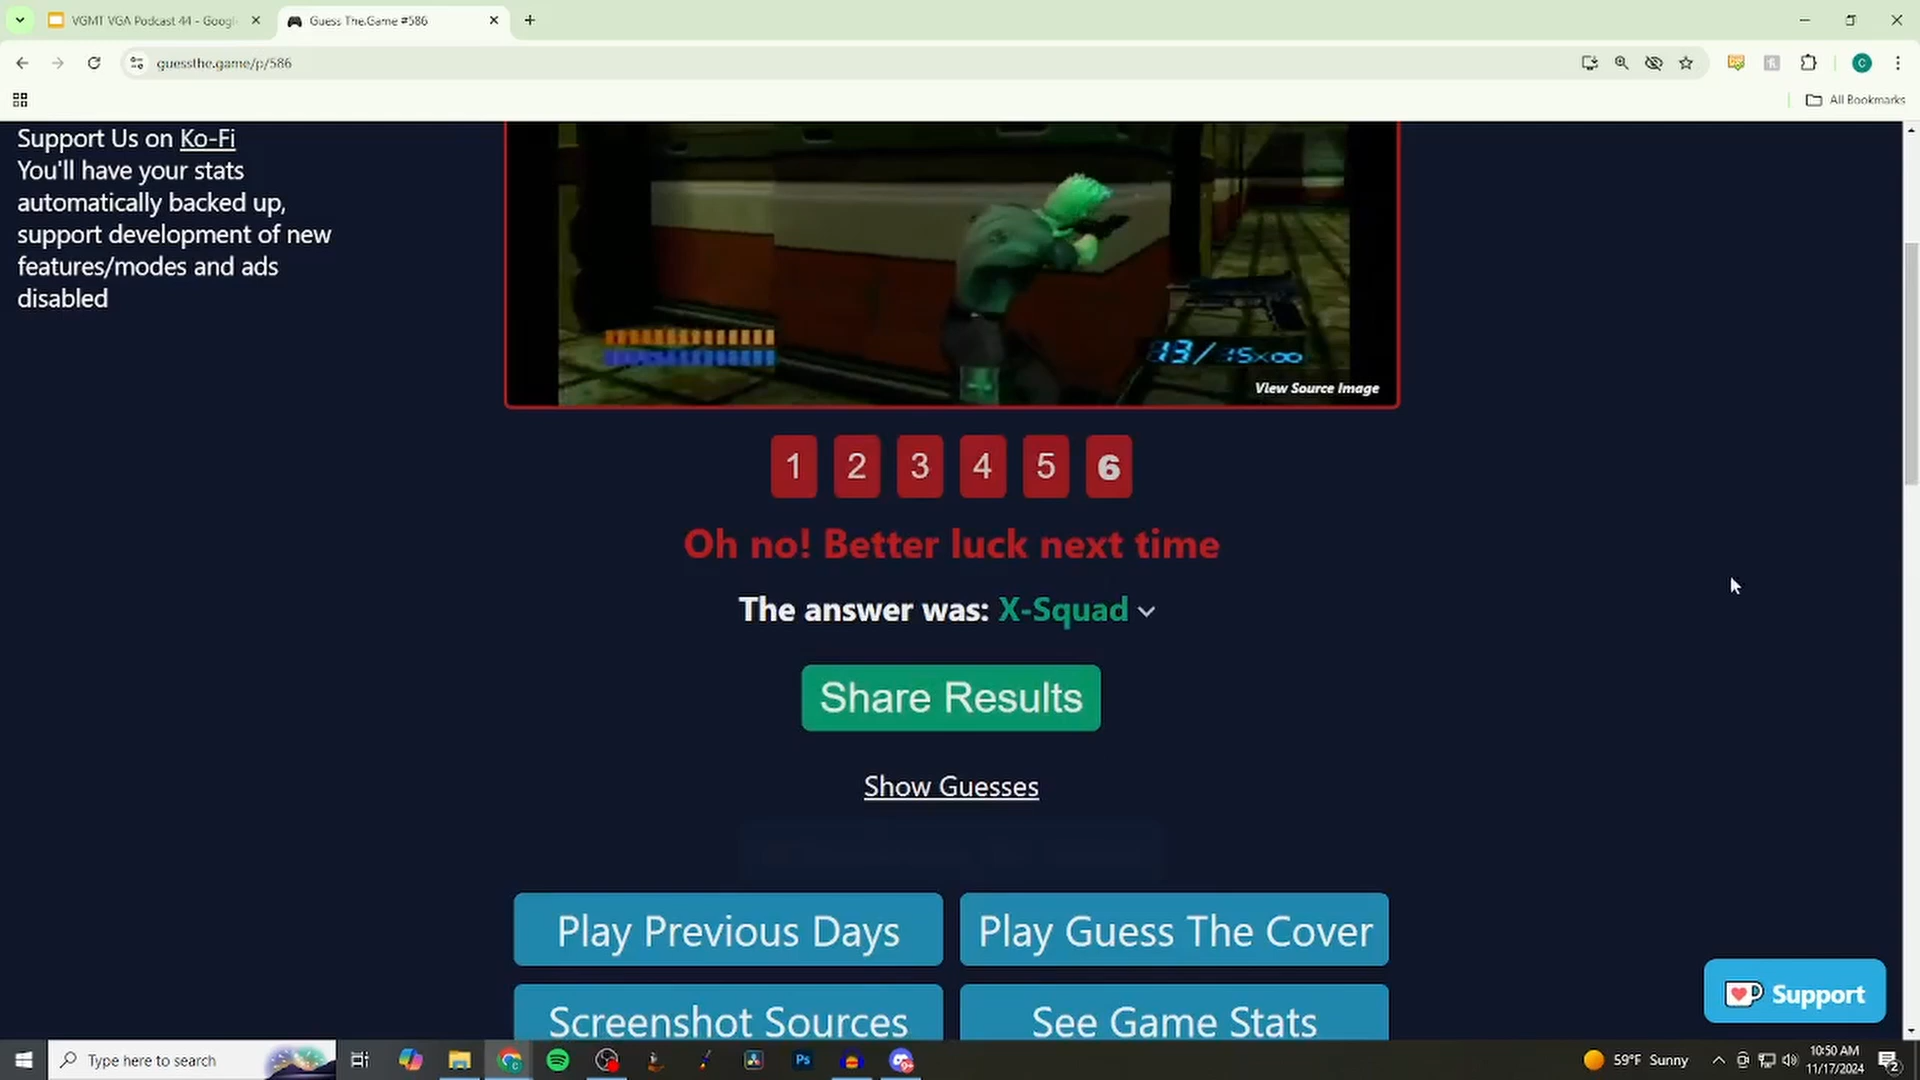 VGMT VGA Podcast 44 - Googl
Guess The.Game #586
guessthe.game/p/586
All Bookmarks
Support Us on Ko-Fi
You'll have your stats
automatically backed up,
support development of new
features/modes and ads
disabled
13/15x∞
View Source Image
1 2 3 4 5 6
Oh no! Better luck next time
The answer was: X-Squad
Share Results
Show Guesses
Play Previous Days
Play Guess The Cover
Screenshot Sources
See Game Stats
Support
Type here to search
Ps
59°F Sunny
10:50 AM
11/17/2024
2